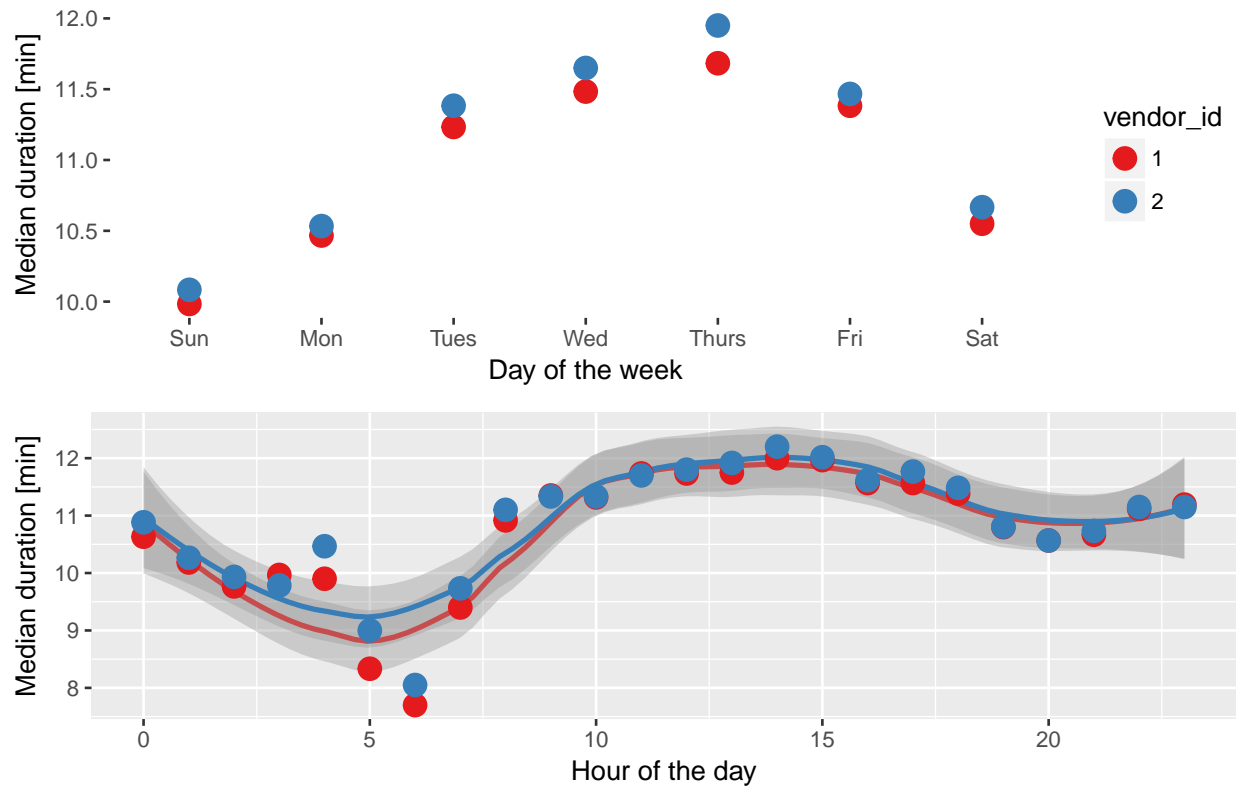 Median duration [min]
12.0
11.5
11.0
10.5
10.0
Sun Mon Tues Wed Thurs Fri Sat
Day of the week
vendor_id
1
2
Median duration [min]
12
11
10
9
8
0 5 10 15 20
Hour of the day